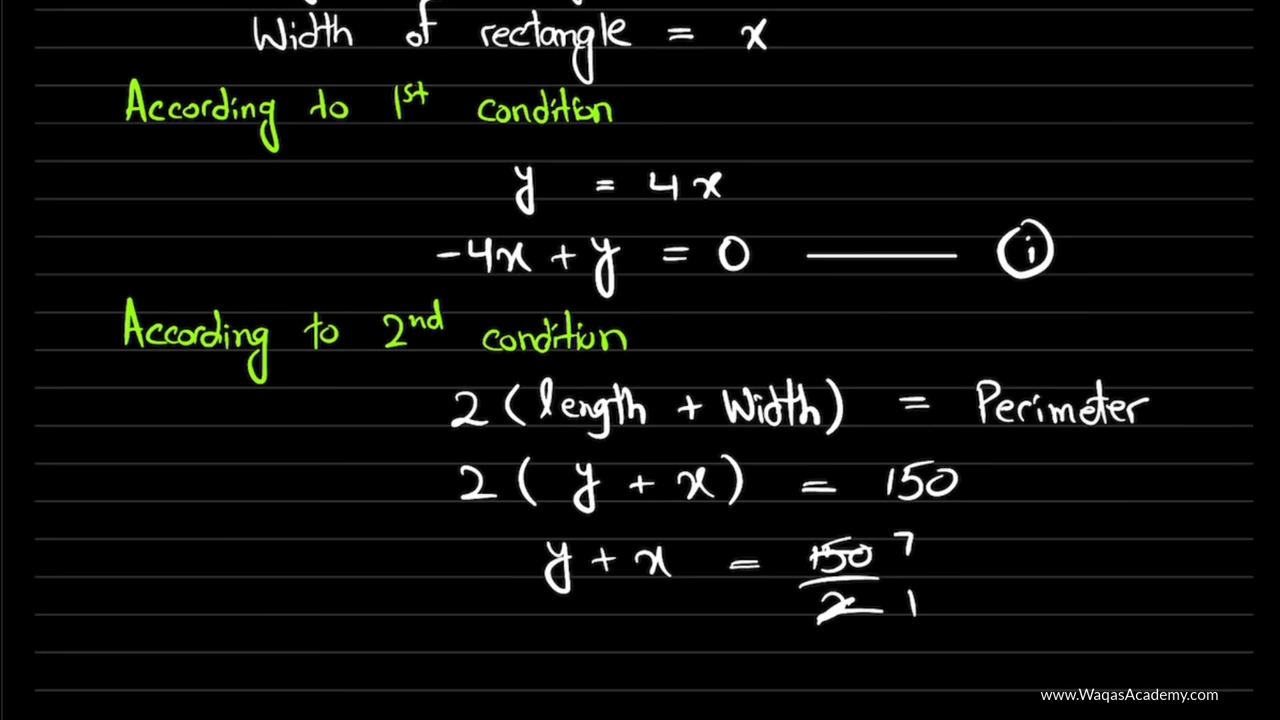 Width of rectangle = x
According to 1st condition
y = 4x
-4x + y = 0 ——— (i)
According to 2nd condition
2 (length + Width) = Perimeter
2 ( y + x ) = 150
y + x = 150/2 7 1
www.WaqasAcademy.com